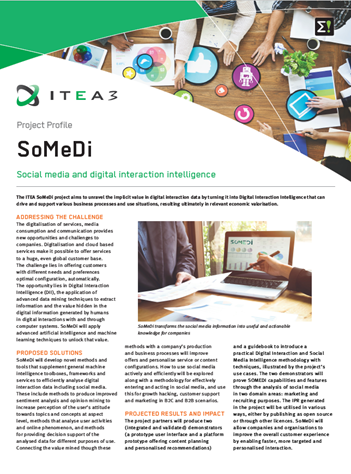 ITEA3
Project Profile
SoMeDi
Social media and digital interaction intelligence
The ITEA SoMeDi project aims to unravel the implicit value in digital interaction data by turning it into Digital Interaction Intelligence that can
drive and support various business processes and use situations, resulting ultimately in relevant economic valorisation.
ADDRESSING THE CHALLENGE
The digitalisation of services, media
consumption and communication provides
new opportunities and challenges to
companies. Digitalisation and cloud based
services make it possible to offer services
to a huge, even global customer base.
The challenge lies in offering customers
with different needs and preferences
optimal configuration, automatically.
The opportunity lies in Digital Interaction
Intelligence (DII), the application of
advanced data mining techniques to extract
information and the value hidden in the
digital information generated by humans
in digital interactions with and through
computer systems. SoMeDi will apply
advanced artificial intelligence and machine
learning techniques to unlock that value.
PROPOSED SOLUTIONS
SoMeDi will develop novel methods and
tools that supplement general machine
intelligence toolboxes, frameworks and
services to efficiently analyse digital
interaction data including social media.
These include methods to produce improved
sentiment analysis and opinion mining to
increase perception of the user's attitude
towards topics and concepts at aspect
level, methods that analyse user activities
and online phenomenon, and methods
for providing decision support of the
analysed data for different purposes of use.
Connecting the value mined though these
SOMEDI
SoMeDi transforms the social media information into useful and actionable
knowledge for companies
methods with a company's production
and business processes will improve
offers and personalise service or content
configurations. How to use social media
actively and efficiently will be explored
along with a methodology for effectively
entering and acting in social media, and use
this for growth hacking, customer support
and marketing in B2C and B2B scenarios.
PROJECTED RESULTS AND IMPACT
The project partners will produce two
(integrated and validated) demonstrators
(a prototype user interface and a platform
prototype offering content planning
and personalised recommendations)
and a guidebook to introduce a
practical Digital Interaction and Social
Media Intelligence methodology with
techniques, illustrated by the project's
use cases. The two demonstrators will
prove SOMEDI capabilities and features
through the analysis of social media
in two domain areas: marketing and
recruiting purposes. The IPR generated
in the project will be utilised in various
ways, either by publishing as open source
or through other licences. SoMeDi will
allow companies and organisations to
improve the overall customer experience
by enabling faster, more targeted and
personalised interaction.